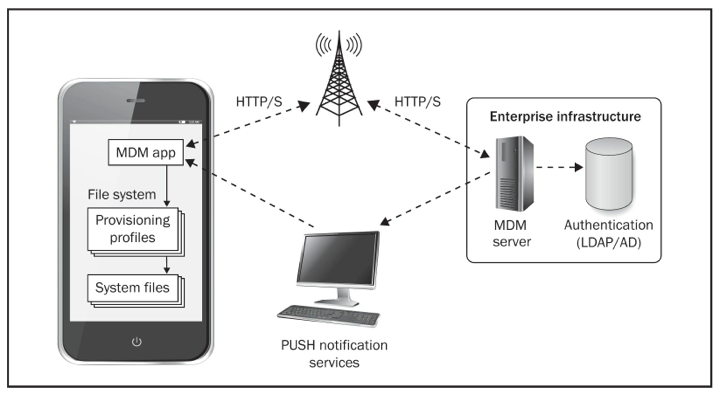 HTTP/S
HTTP/S
Enterprise infrastructure
MDM app
File system
Provisioning
profiles
System files
MDM
server
Authentication
(LDAP/AD)
PUSH notification
services